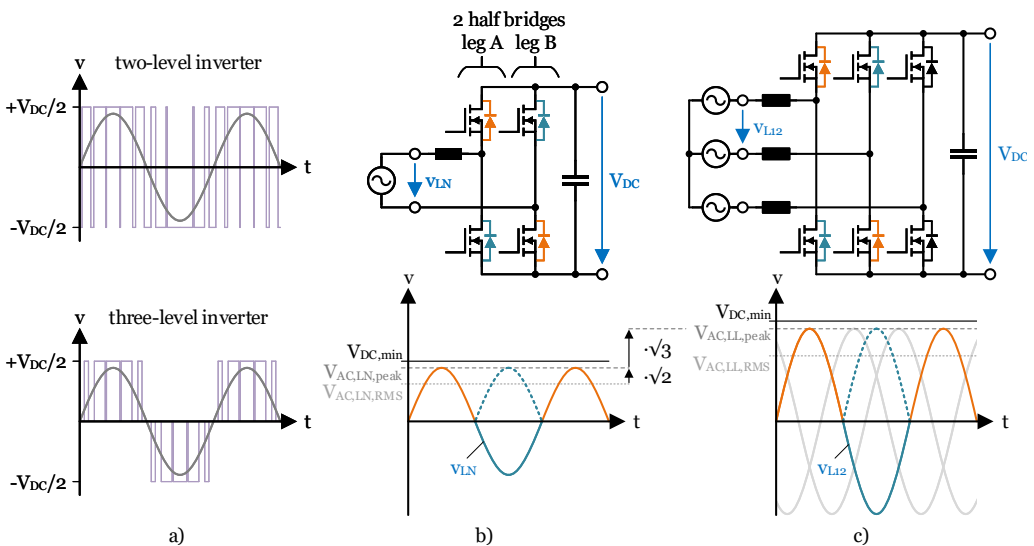 v
two-level inverter
+VDC/2
t
-VDC/2
v
three-level inverter
+VDC/2
t
-VDC/2
a)
2 half bridges
leg A leg B
vLN
VDC
v
VDC,min
VAC,LN,peak
VAC,LN,RMS
·√3
·√2
t
vLN
b)
vL12
VDC
v
VDC,min
VAC,LL,peak
VAC,LL,RMS
t
vL12
c)